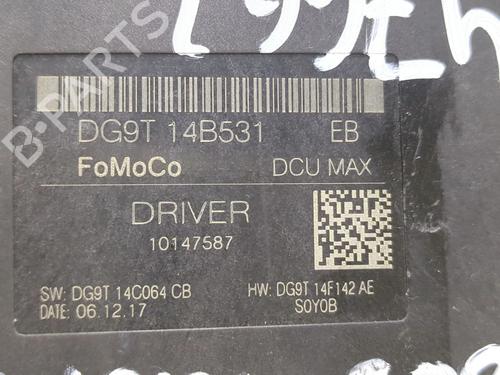 DG9T 14B531 EB
FoMoCo DCU MAX
DRIVER
10147587
SW: DG9T 14C064 CB HW: DG9T 14F142 AE
DATE: 06.12.17 S0Y0B
B-PARTS